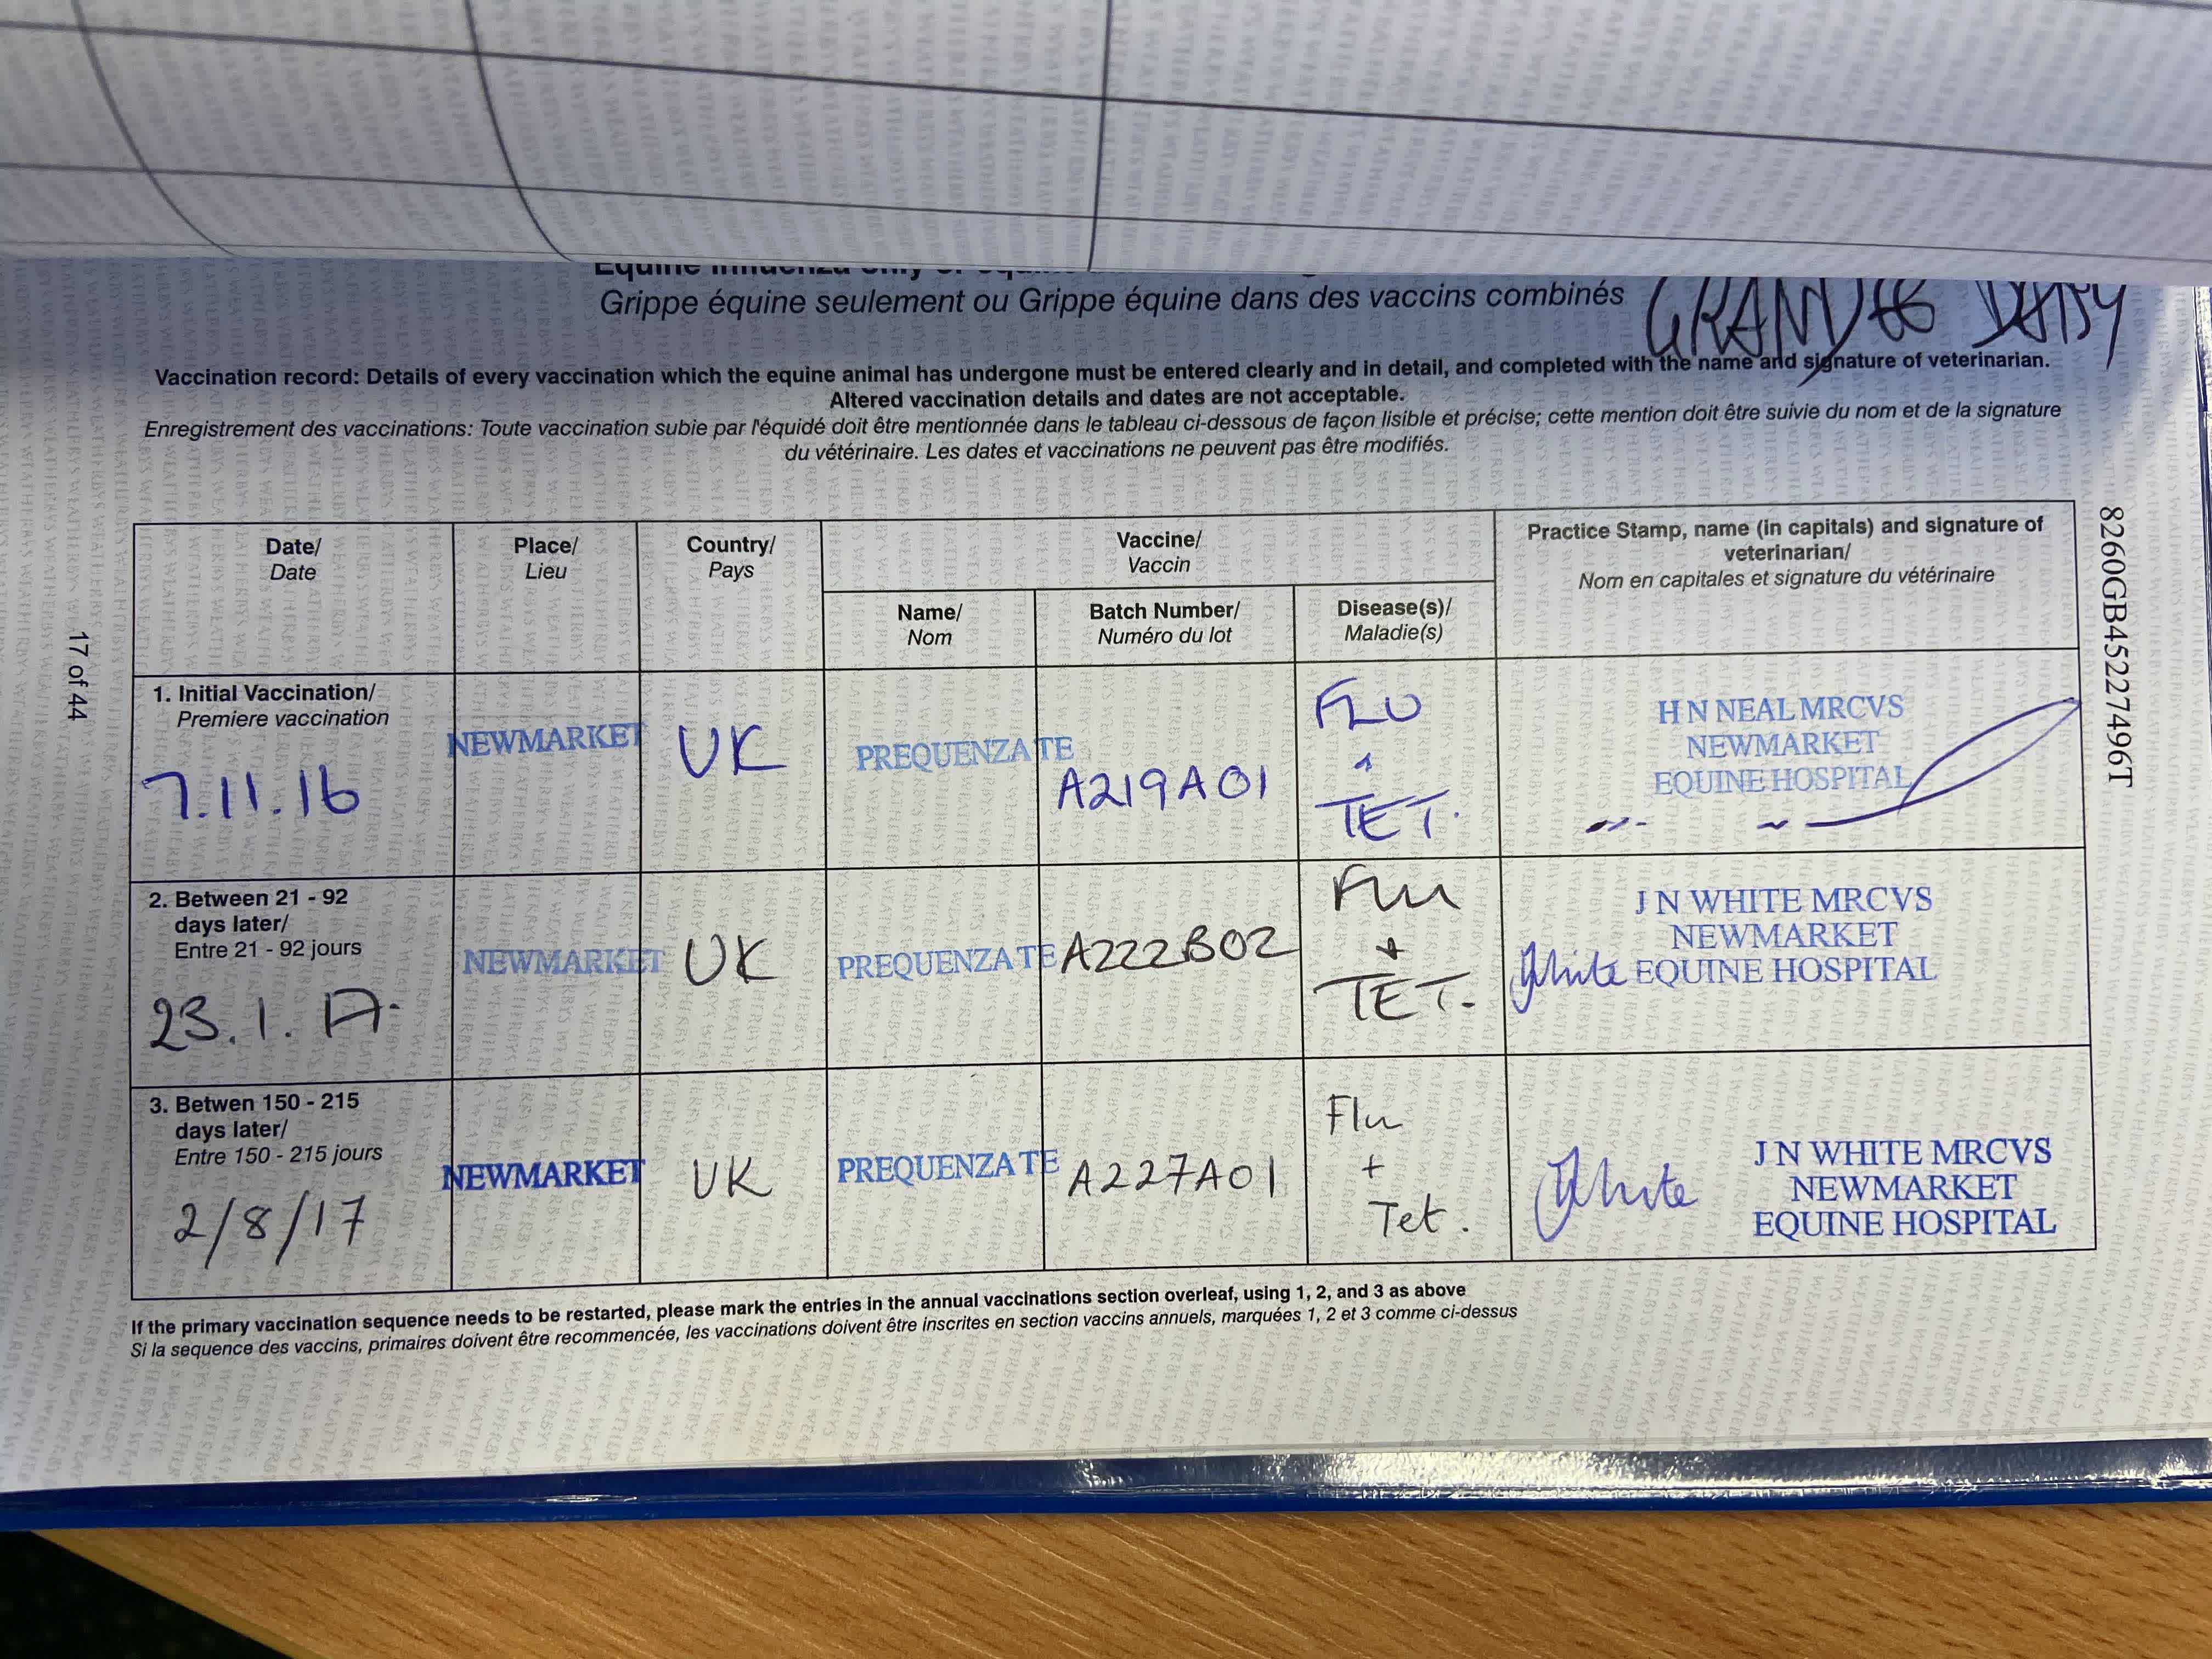 Grippe équine seulement ou Grippe équine dans des vaccins combinés
Vaccination record: Details of every vaccination which the equine animal has undergone must be entered clearly and in detail, and completed with the name and signature of veterinarian.
Altered vaccination details and dates are not acceptable.
Enregistrement des vaccinations: Toute vaccination subie par l'équidé doit être mentionnée dans le tableau ci-dessous de façon lisible et précise; cette mention doit être suivie du nom et de la signature
du vétérinaire. Les dates et vaccinations ne peuvent pas être modifiés.
17 of 44
8260GB45227496T
Date/
Date
Place/
Lieu
Country/
Pays
Vaccine/
Vaccin
Name/
Nom
Batch Number/
Numéro du lot
Disease(s)/
Maladie(s)
Practice Stamp, name (in capitals) and signature of
veterinarian/
Nom en capitales et signature du vétérinaire
1. Initial Vaccination/
Premiere vaccination
7.11.16
NEWMARKET
UK
PREQUENZA TE
A219A01
FLU
+
TET.
H N NEAL MRCVS
NEWMARKET
EQUINE HOSPITAL
2. Between 21 - 92
days later/
Entre 21 - 92 jours
23.1.17.
NEWMARKET
UK
PREQUENZA TE
A222B02
Flu
+
TET.
J N WHITE MRCVS
NEWMARKET
EQUINE HOSPITAL
JWhite
3. Betwen 150 - 215
days later/
Entre 150 - 215 jours
2/8/17
NEWMARKET
UK
PREQUENZA TE
A227A01
Flu
+
Tet.
JWhite
J N WHITE MRCVS
NEWMARKET
EQUINE HOSPITAL
If the primary vaccination sequence needs to be restarted, please mark the entries in the annual vaccinations section overleaf, using 1, 2, and 3 as above
Si la sequence des vaccins, primaires doivent être recommencée, les vaccinations doivent être inscrites en section vaccins annuels, marquées 1, 2 et 3 comme ci-dessus